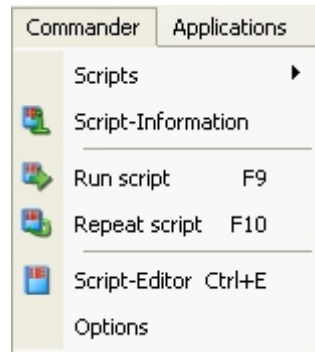 Commander Applications
Scripts
Script-Information
Run script F9
Repeat script F10
Script-Editor Ctrl+E
Options